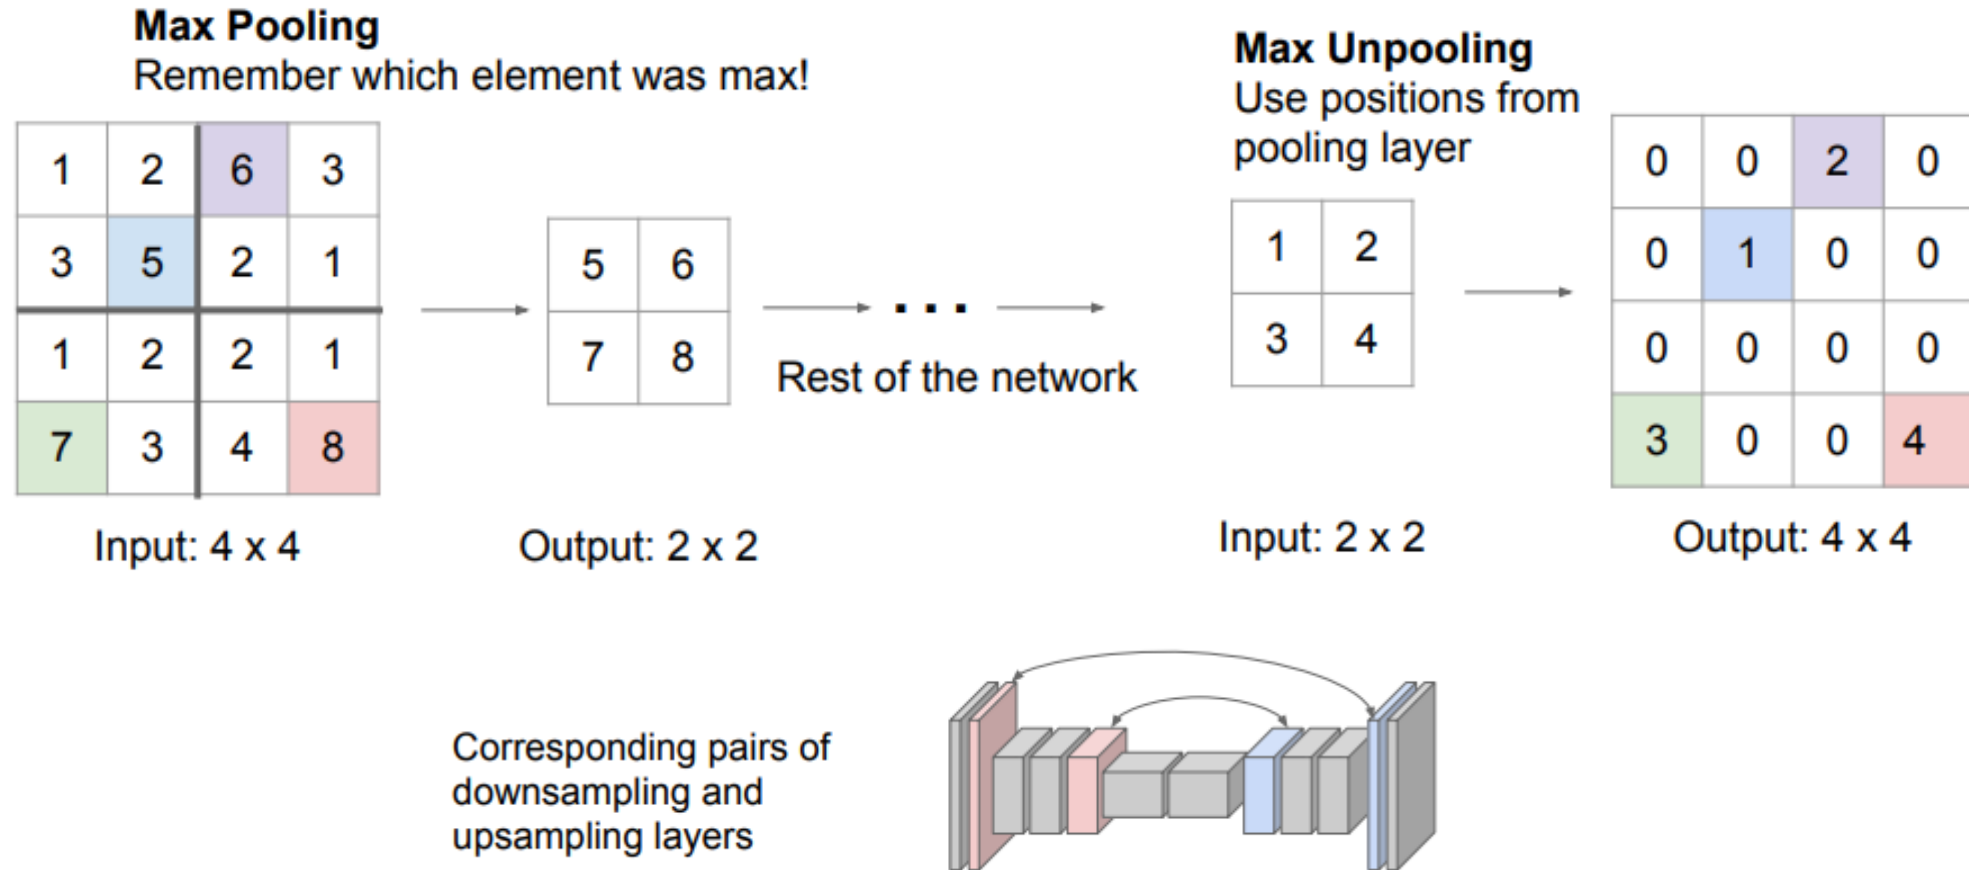 Max Pooling
Remember which element was max!
1 2 6 3
3 5 2 1
1 2 2 1
7 3 4 8
Input: 4 x 4
5 6
7 8
Output: 2 x 2
...
Rest of the network
Max Unpooling
Use positions from
pooling layer
1 2
3 4
Input: 2 x 2
0 0 2 0
0 1 0 0
0 0 0 0
3 0 0 4
Output: 4 x 4
Corresponding pairs of
downsampling and
upsampling layers